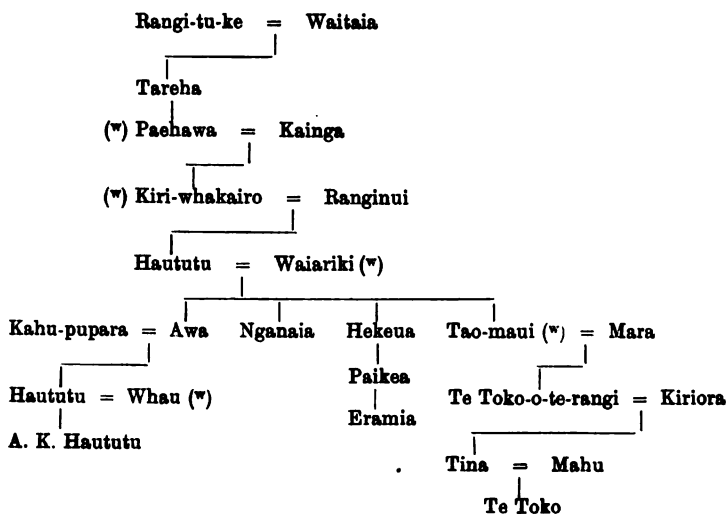 Rangi-tu-ke = Waitaia
Tareha
(w) Paehawa = Kainga
(w) Kiri-whakairo = Ranginui
Haututu = Waiariki (w)
Kahu-pupara = Awa Nganaia Hekeua Tao-maui (w) = Mara
Paikea
Haututu = Whau (w) Te Toko-o-te-rangi = Kiriora
Eramia
A. K. Haututu
Tina = Mahu
Te Toko